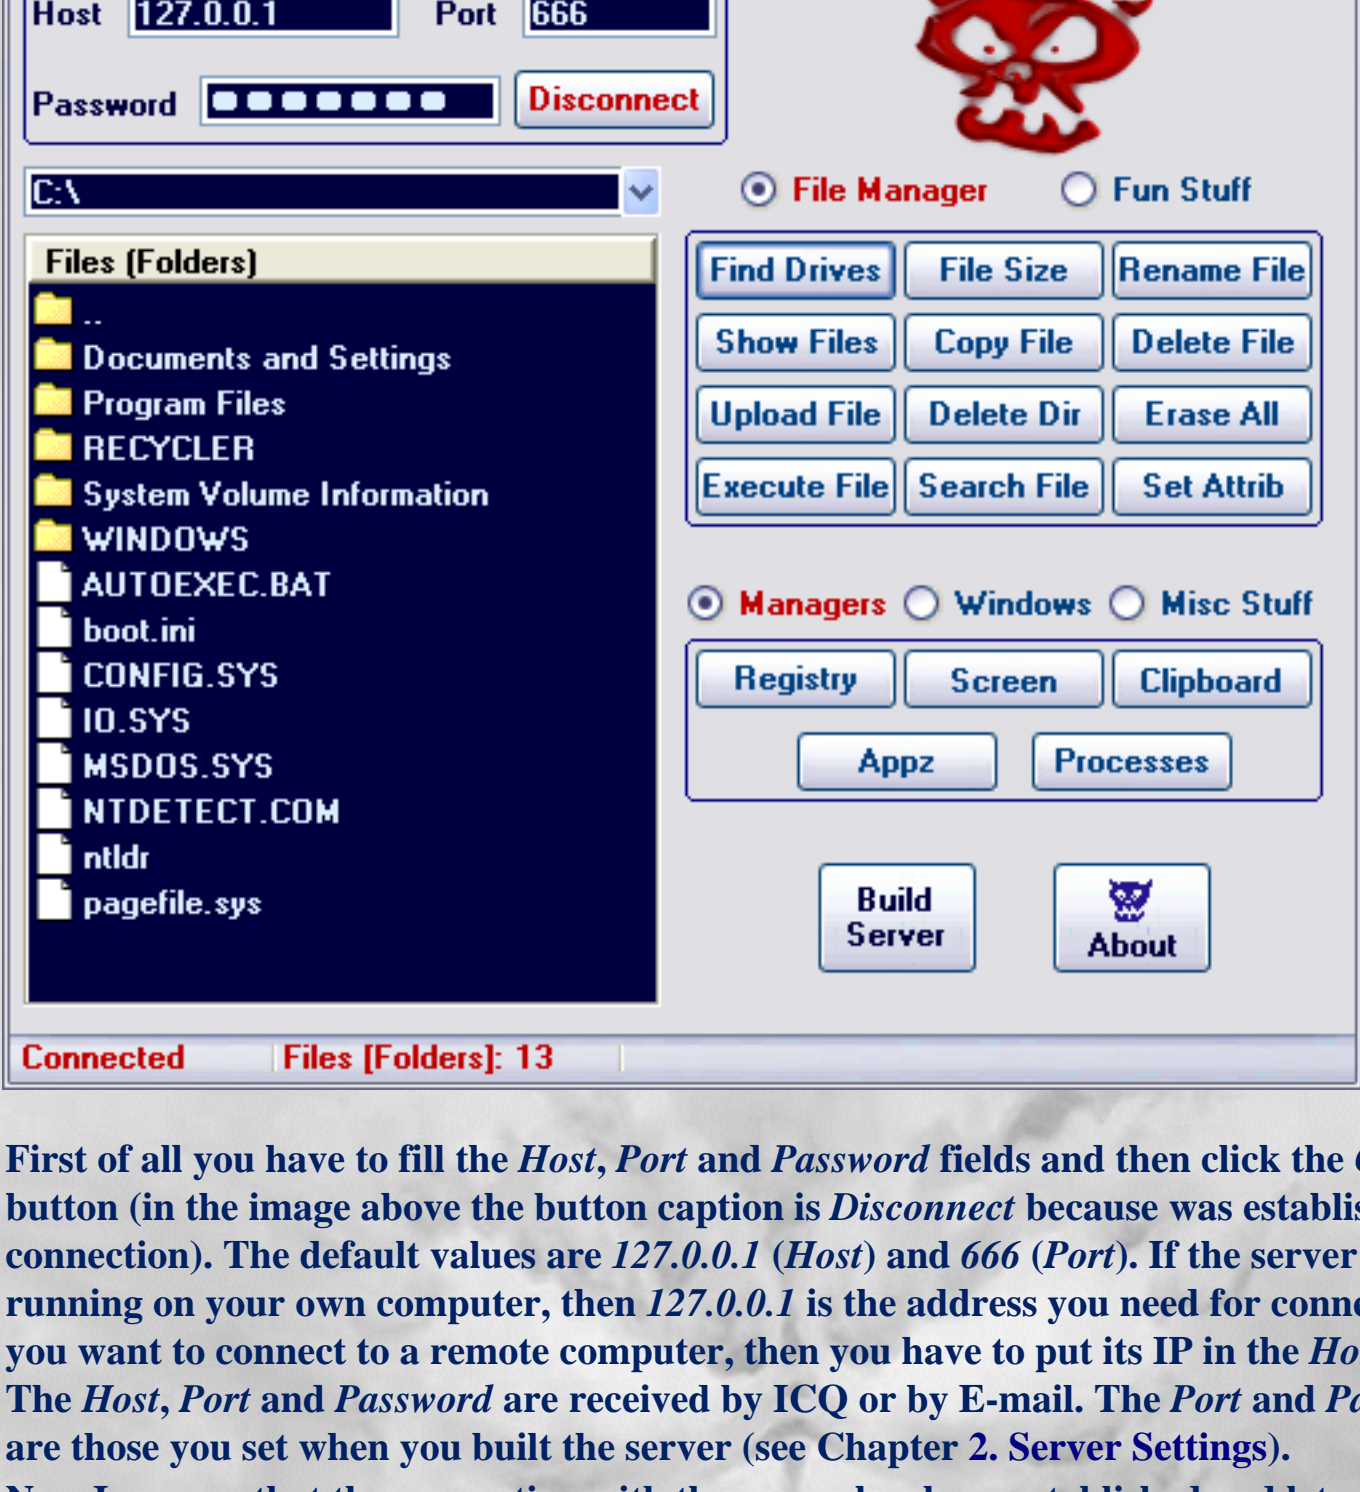 Host 127.0.0.1 Port 666
Password Disconnect
C:\
File Manager Fun Stuff
Files (Folders)
..
Documents and Settings
Program Files
RECYCLER
System Volume Information
WINDOWS
AUTOEXEC.BAT
boot.ini
CONFIG.SYS
IO.SYS
MSDOS.SYS
NTDETECT.COM
ntldr
pagefile.sys
Find Drives File Size Rename File
Show Files Copy File Delete File
Upload File Delete Dir Erase All
Execute File Search File Set Attrib
Managers Windows Misc Stuff
Registry Screen Clipboard
Appz Processes
Build
Server
About
Connected Files [Folders]: 13
First of all you have to fill the Host, Port and Password fields and then click the
button (in the image above the button caption is Disconnect because was establis
connection). The default values are 127.0.0.1 (Host) and 666 (Port). If the server
running on your own computer, then 127.0.0.1 is the address you need for conne
you want to connect to a remote computer, then you have to put its IP in the Ho
The Host, Port and Password are received by ICQ or by E-mail. The Port and Pa
are those you set when you built the server (see Chapter 2. Server Settings).